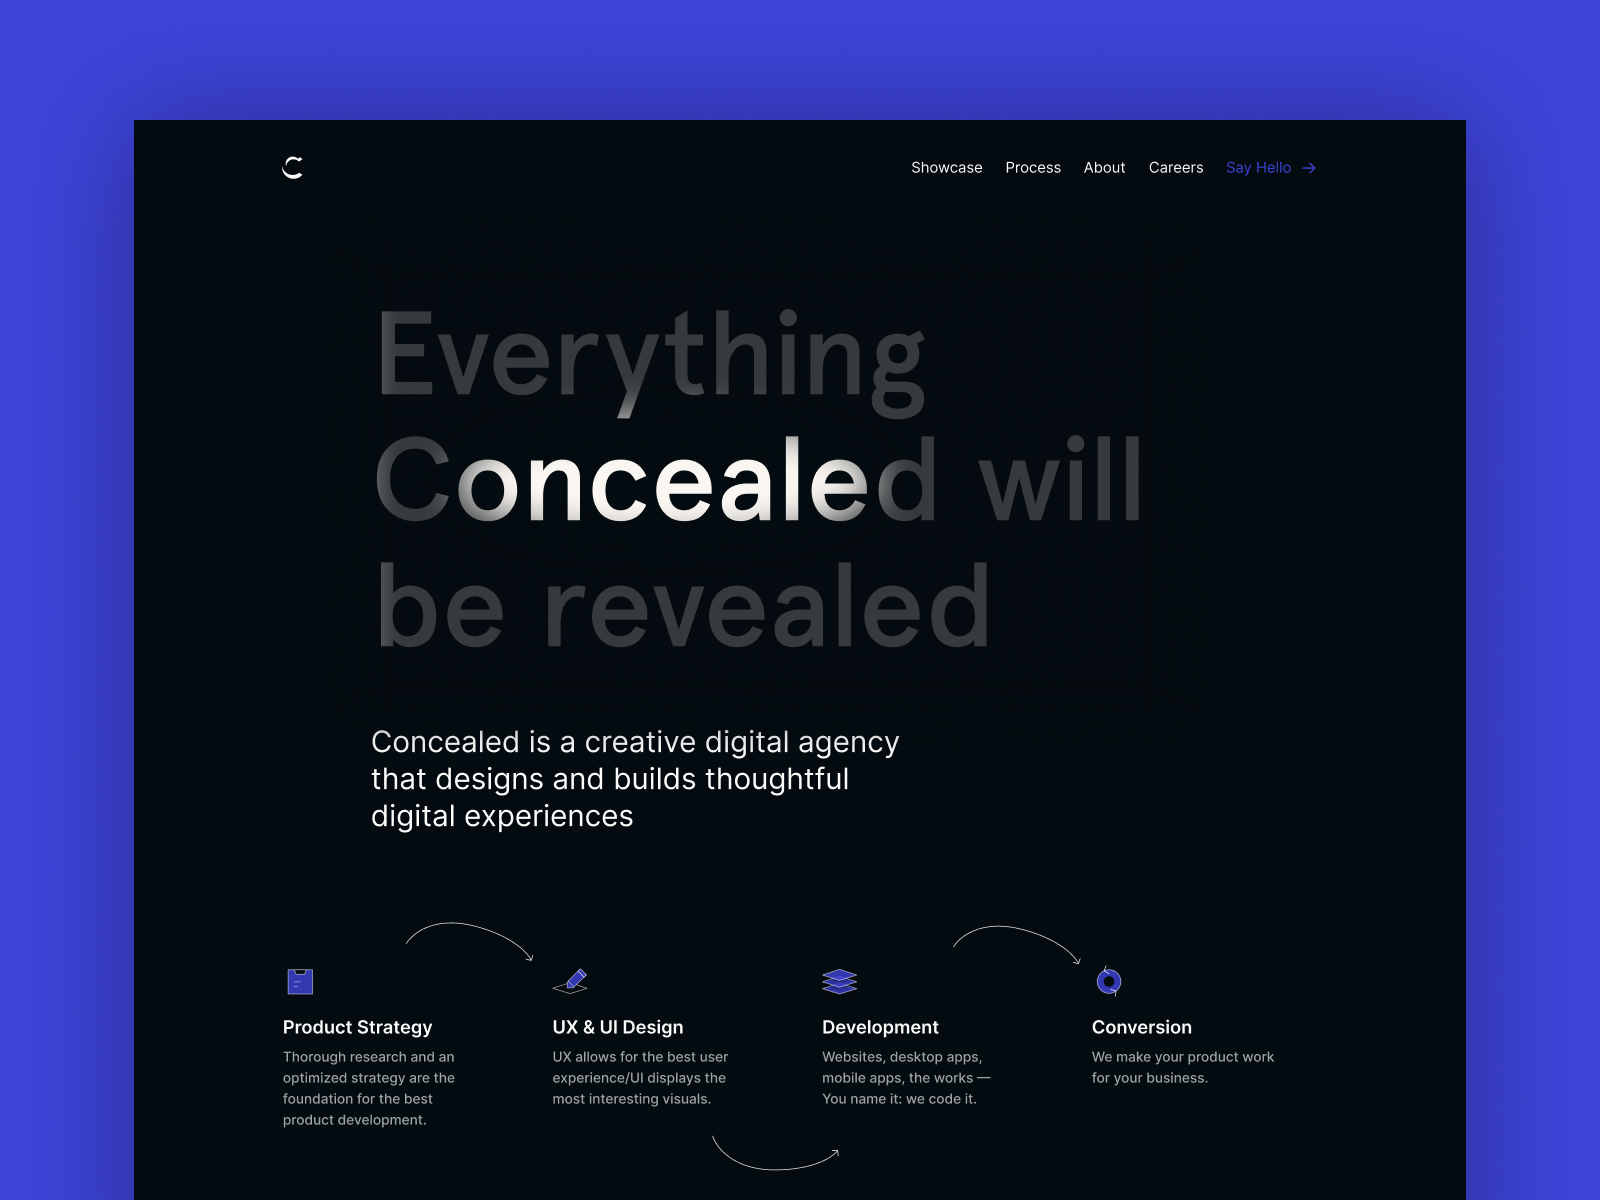 C
Showcase Process About Careers Say Hello →
Everything
Concealed will
be revealed
Concealed is a creative digital agency
that designs and builds thoughtful
digital experiences
Product Strategy
Thorough research and an
optimized strategy are the
foundation for the best
product development.
UX & UI Design
UX allows for the best user
experience/UI displays the
most interesting visuals.
Development
Websites, desktop apps,
mobile apps, the works —
You name it: we code it.
Conversion
We make your product work
for your business.